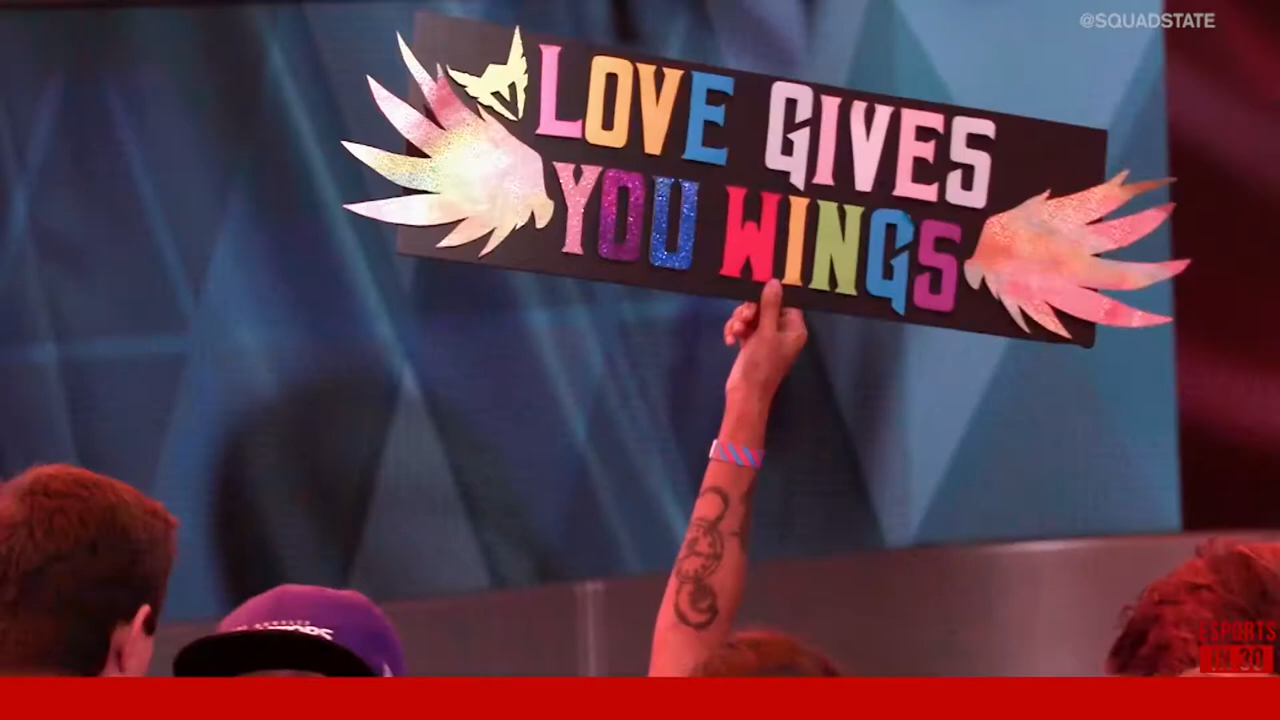 @SQUADSTATE
LOVE GIVES
YOU WINGS
ESPORTS
IN 30